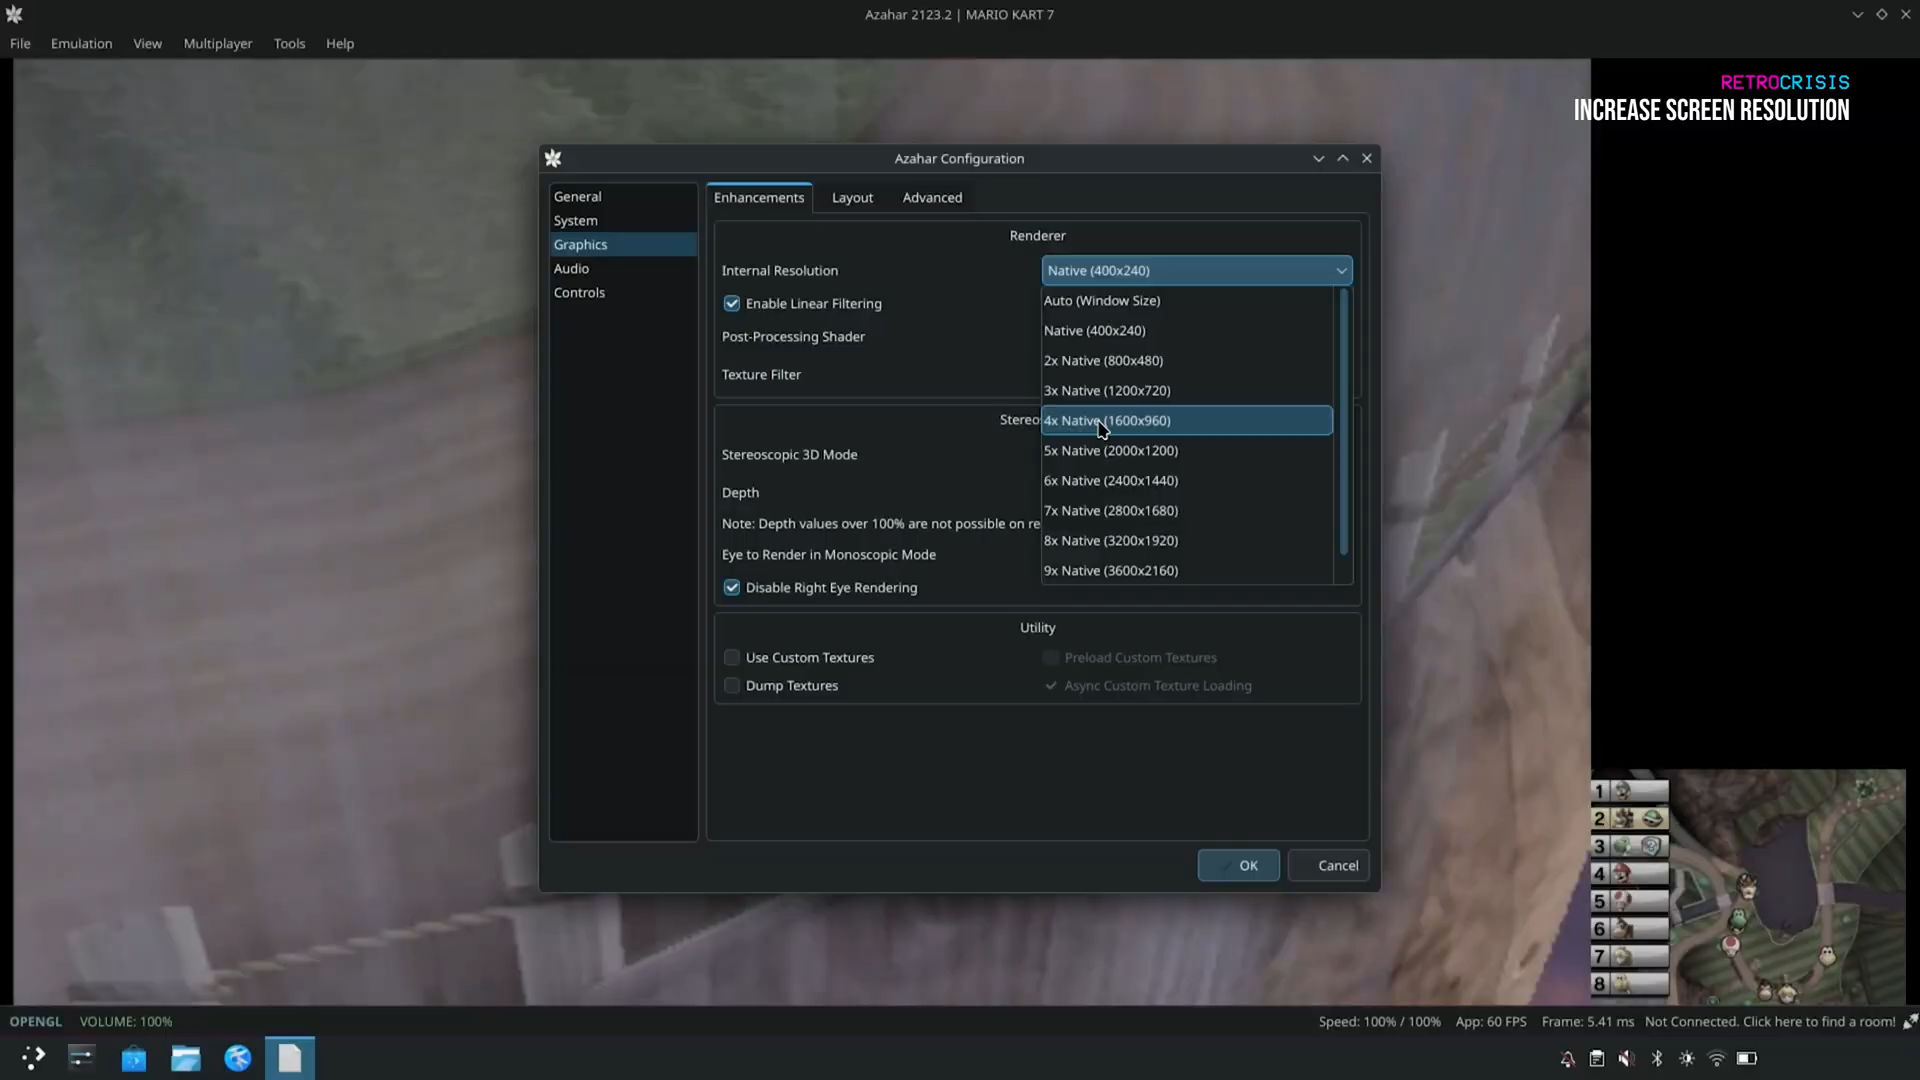 Azahar 2123.2 | MARIO KART 7
File Emulation View Multiplayer Tools Help
RETROCRISIS
INCREASE SCREEN RESOLUTION
Azahar Configuration
General
System
Graphics
Audio
Controls
Enhancements Layout Advanced
Renderer
Internal Resolution Native (400x240)
Auto (Window Size)
Enable Linear Filtering
Native (400x240)
Post-Processing Shader
2x Native (800x480)
Texture Filter
3x Native (1200x720)
Stereo
4x Native (1600x960)
Stereoscopic 3D Mode
5x Native (2000x1200)
6x Native (2400x1440)
Depth
7x Native (2800x1680)
Note: Depth values over 100% are not possible on re
8x Native (3200x1920)
Eye to Render in Monoscopic Mode
9x Native (3600x2160)
Disable Right Eye Rendering
Utility
Use Custom Textures Preload Custom Textures
Dump Textures Async Custom Texture Loading
OK Cancel
1
2
3
4
5
6
7
8
OPENGL VOLUME: 100% Speed: 100% / 100% App: 60 FPS Frame: 5.41 ms Not Connected. Click here to find a room!